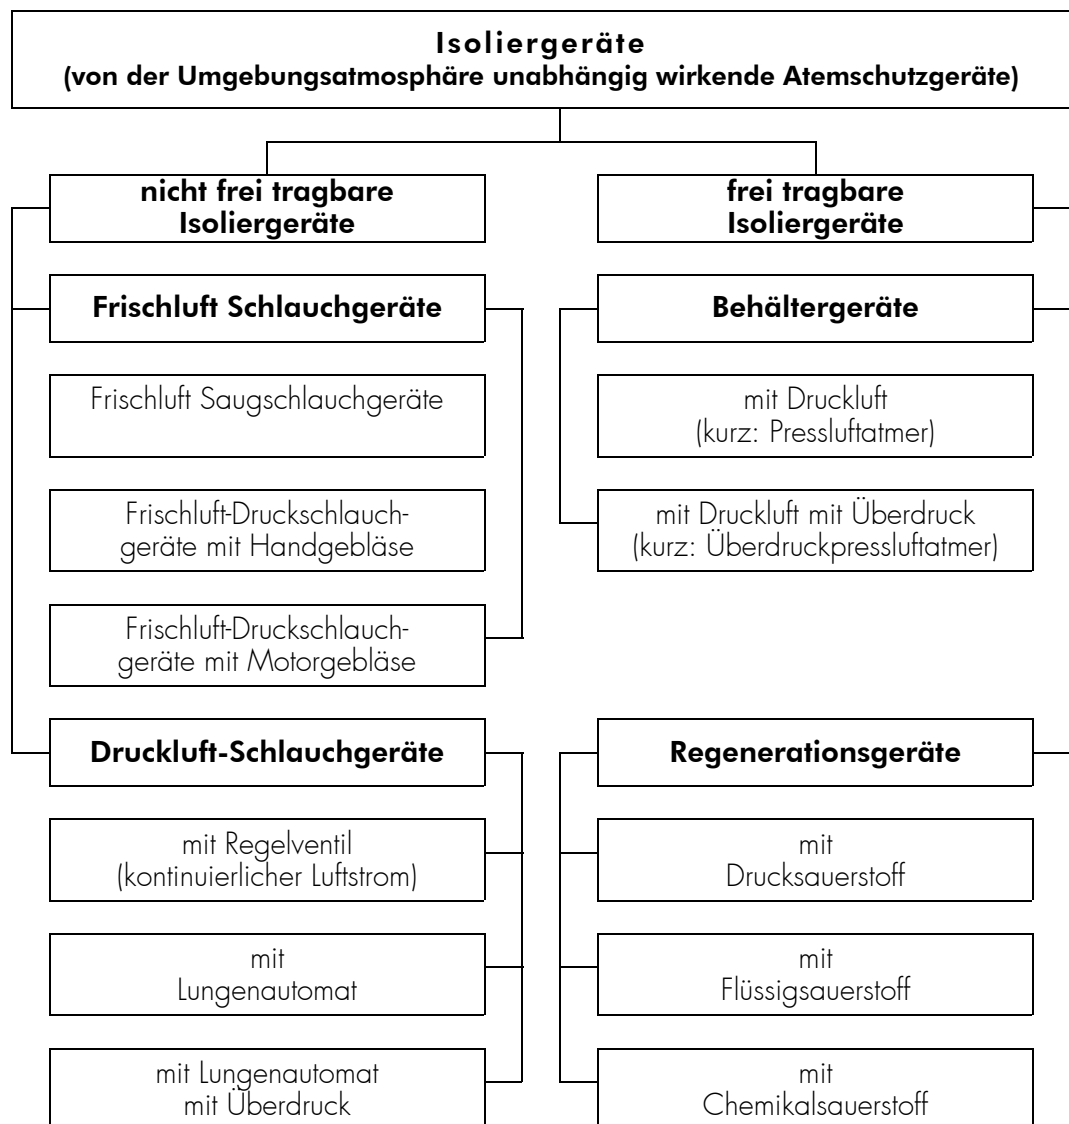 Isoliergeräte
(von der Umgebungsatmosphäre unabhängig wirkende Atemschutzgeräte)
nicht frei tragbare
Isoliergeräte
frei tragbare
Isoliergeräte
Frischluft Schlauchgeräte
Behältergeräte
Frischluft Saugschlauchgeräte
mit Druckluft
(kurz: Pressluftatmer)
Frischluft-Druckschlauch-
geräte mit Handgebläse
mit Druckluft mit Überdruck
(kurz: Überdruckpressluftatmer)
Frischluft-Druckschlauch-
geräte mit Motorgebläse
Druckluft-Schlauchgeräte
Regenerationsgeräte
mit Regelventil
(kontinuierlicher Luftstrom)
mit
Drucksauerstoff
mit
Lungenautomat
mit
Flüssigsauerstoff
mit Lungenautomat
mit Überdruck
mit
Chemikalsauerstoff